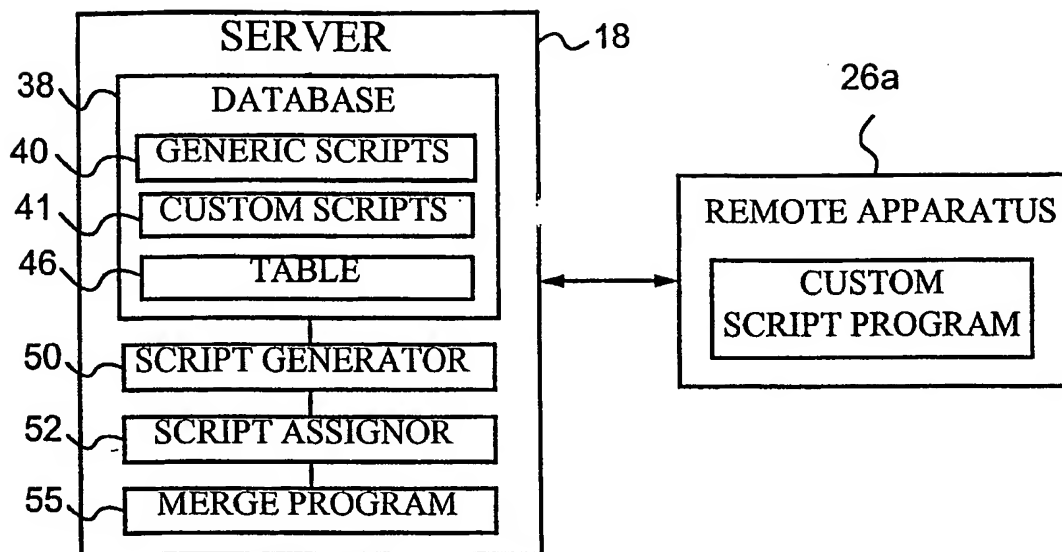 SERVER
18
38
DATABASE
40
GENERIC SCRIPTS
41
CUSTOM SCRIPTS
46
TABLE
50
SCRIPT GENERATOR
52
SCRIPT ASSIGNOR
55
MERGE PROGRAM
26a
REMOTE APPARATUS
CUSTOM
SCRIPT PROGRAM